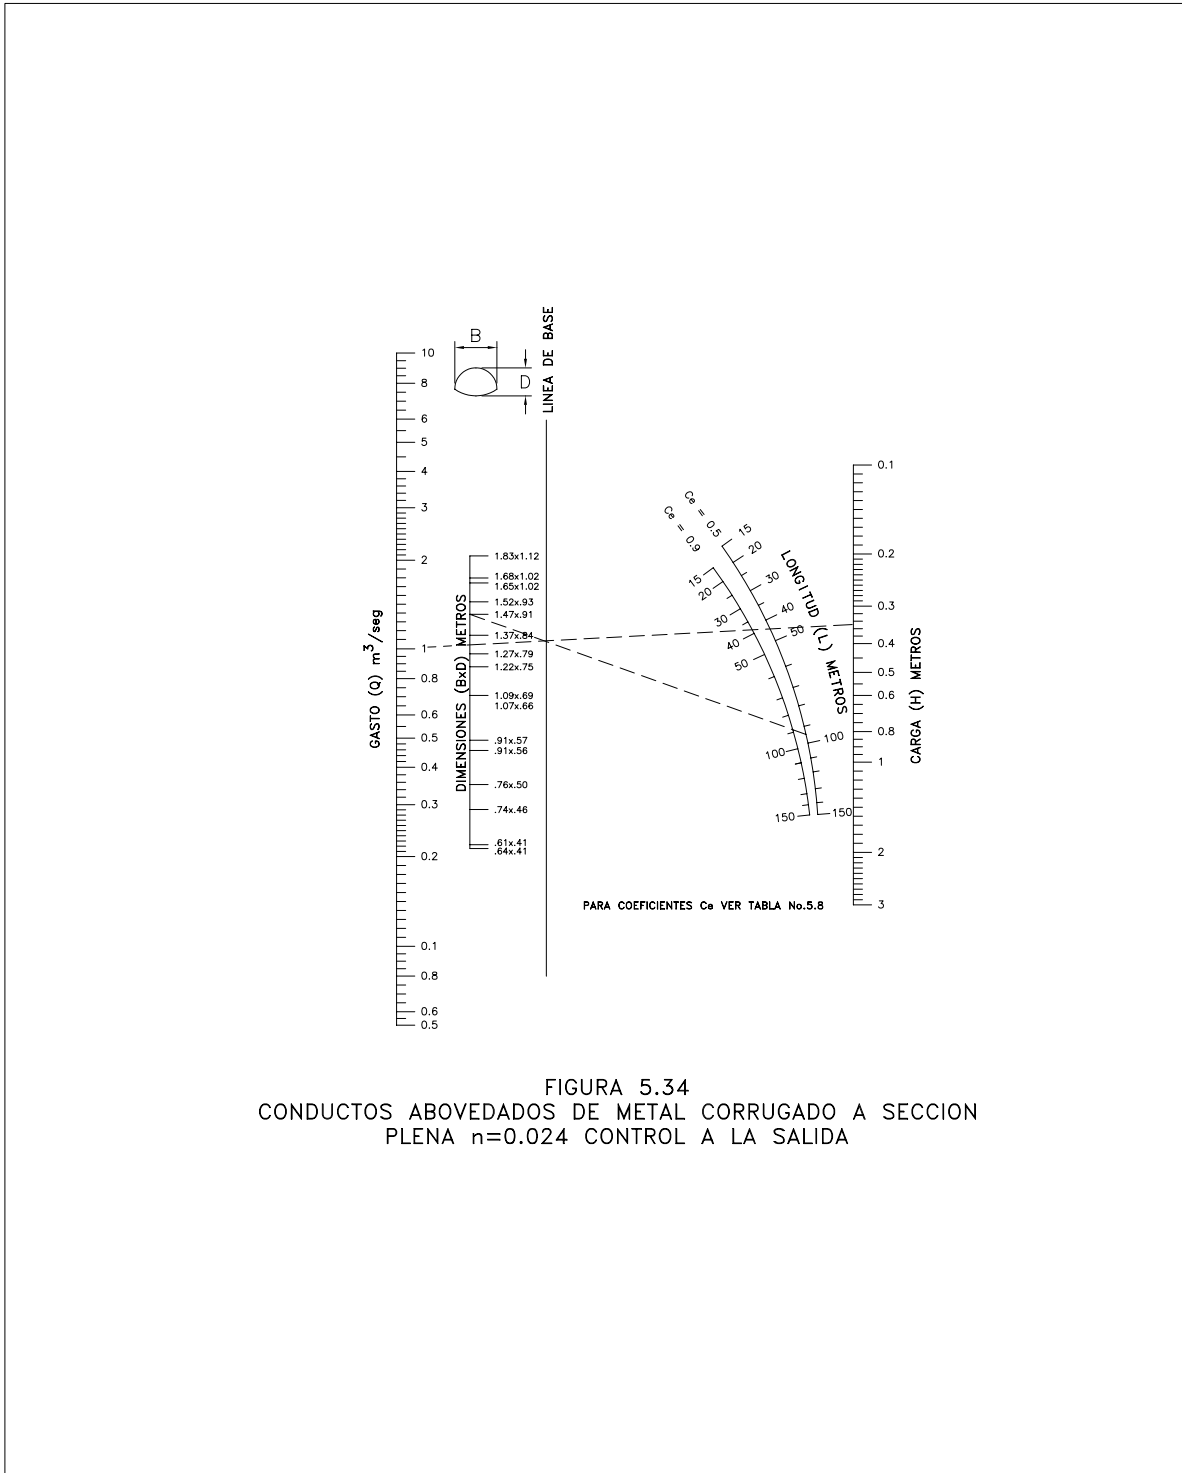 B
D
LINEA DE BASE
GASTO (Q) m3/seg
10
8
6
5
4
3
2
1
0.8
0.6
0.5
0.4
0.3
0.2
0.1
0.8
0.6
0.5
DIMENSIONES (BxD) METROS
1.83x1.12
1.68x1.02
1.65x1.02
1.52x.93
1.47x.91
1.37x.84
1.27x.79
1.22x.75
1.09x.69
1.07x.66
.91x.57
.91x.56
.76x.50
.74x.46
.61x.41
.64x.41
Ce = 0.9
15
20
30
40
50
100
150
Ce = 0.5
15
20
30
40
50
100
150
LONGITUD (L) METROS
0.1
0.2
0.3
0.4
0.5
0.6
0.8
1
2
3
CARGA (H) METROS
PARA COEFICIENTES Ce VER TABLA No.5.8
FIGURA 5.34
CONDUCTOS ABOVEDADOS DE METAL CORRUGADO A SECCION
PLENA n=0.024 CONTROL A LA SALIDA